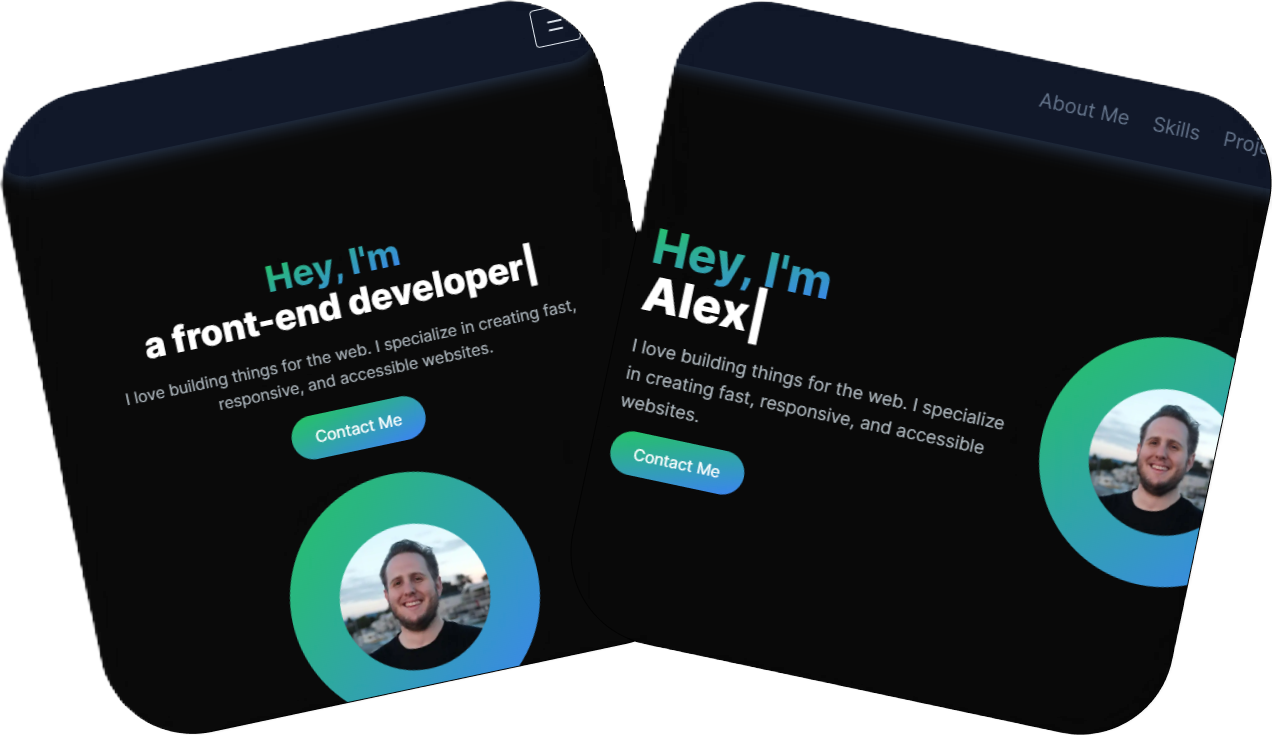 Hey, I'm
a front-end developer
I love building things for the web. I specialize in creating fast,
responsive, and accessible websites.
Contact Me
About Me Skills Proje
Hey, I'm
Alex
I love building things for the web. I specialize
in creating fast, responsive, and accessible
websites.
Contact Me